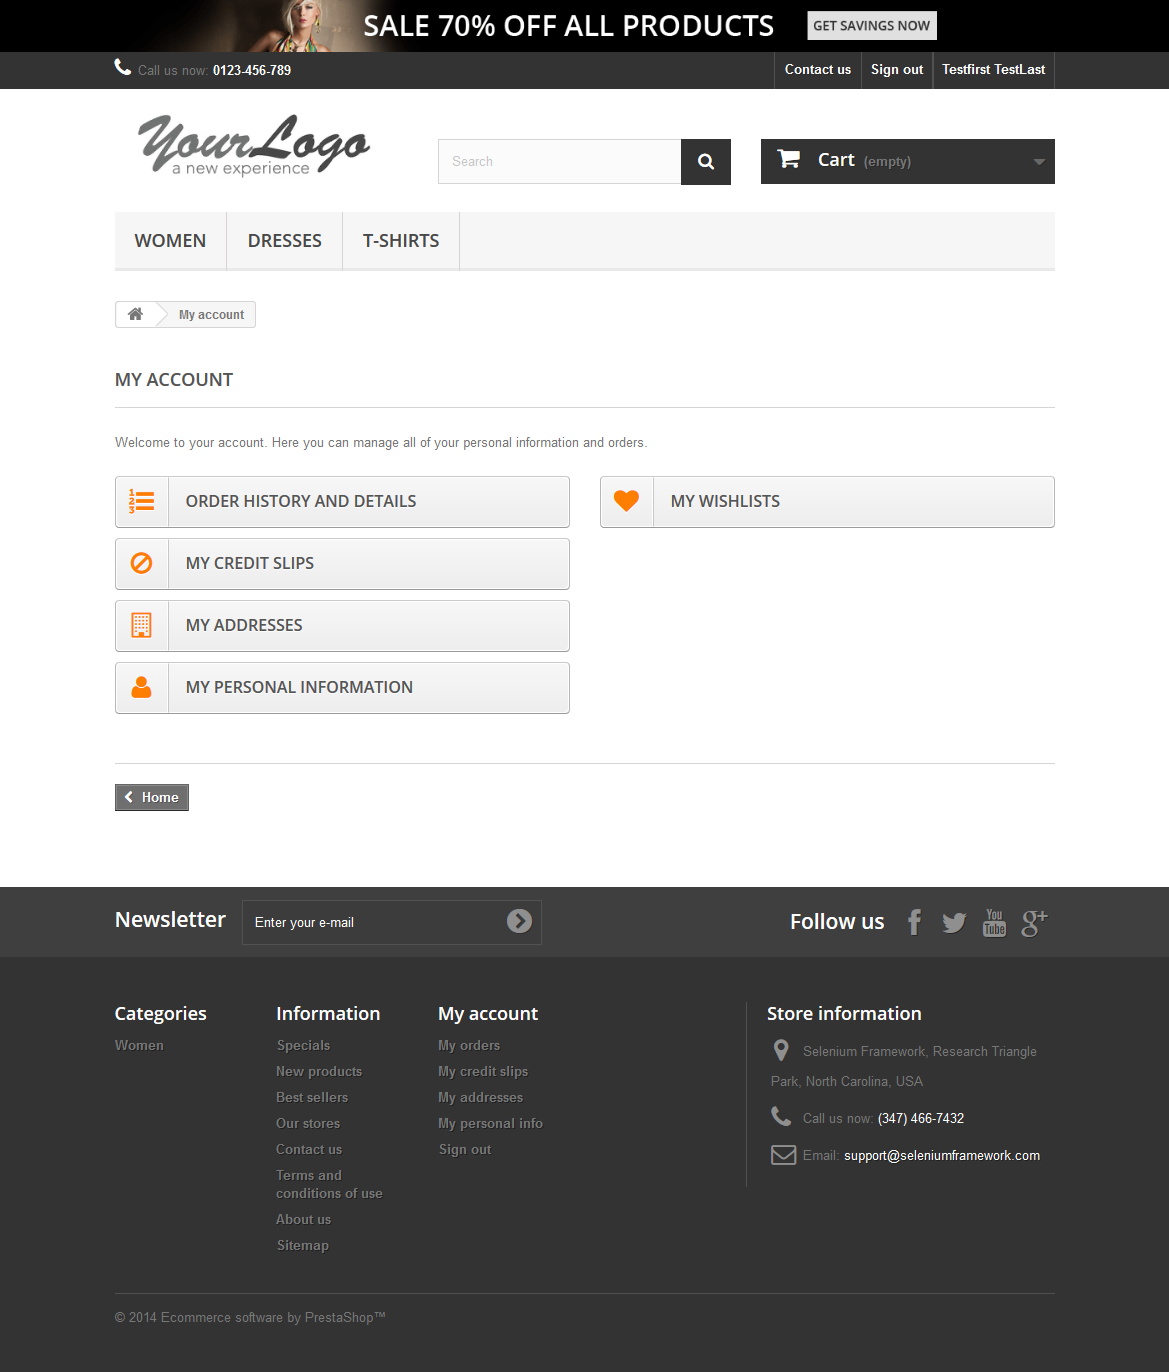 SALE 70% OFF ALL PRODUCTS GET SAVINGS NOW
Call us now: 0123-456-789 Contact us Sign out Testfirst TestLast
YourLogo
a new experience
Search
Cart (empty)
WOMEN DRESSES T-SHIRTS
My account
MY ACCOUNT
Welcome to your account. Here you can manage all of your personal information and orders.
ORDER HISTORY AND DETAILS
MY CREDIT SLIPS
MY ADDRESSES
MY PERSONAL INFORMATION
MY WISHLISTS
Home
Newsletter Enter your e-mail
Follow us
You
Tube
Categories
Women
Information
Specials
New products
Best sellers
Our stores
Contact us
Terms and
conditions of use
About us
Sitemap
My account
My orders
My credit slips
My addresses
My personal info
Sign out
Store information
Selenium Framework, Research Triangle
Park, North Carolina, USA
Call us now: (347) 466-7432
Email: support@seleniumframework.com
© 2014 Ecommerce software by PrestaShop™